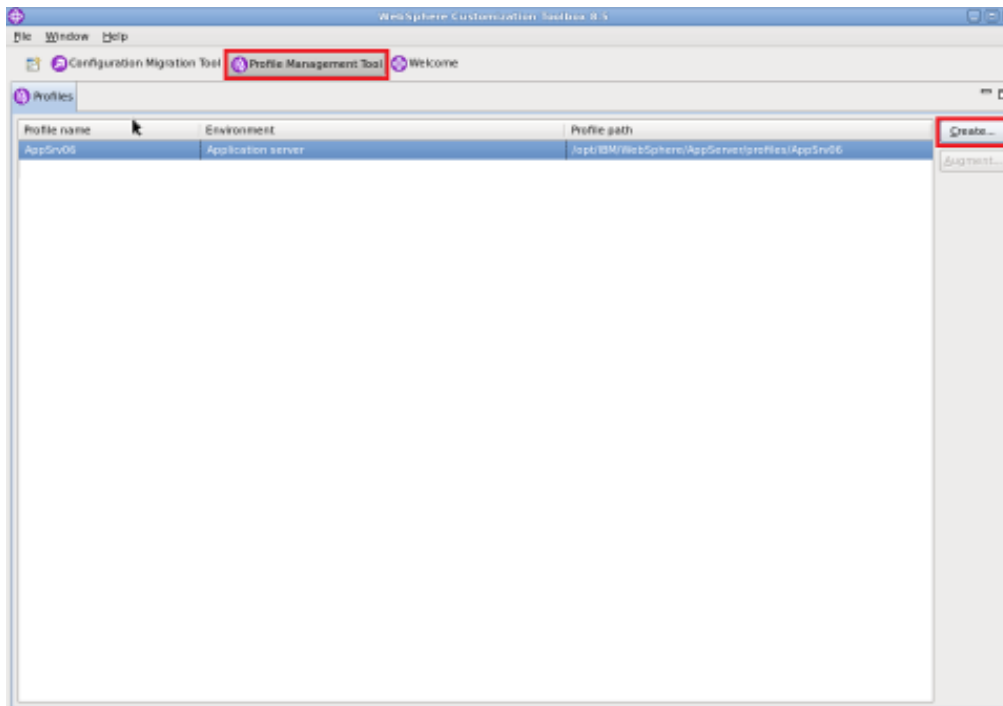 WebSphere Customization Toolbox 8.5
File Window Help
Configuration Migration Tool Profile Management Tool Welcome
Profiles
Profile name Environment Profile path Create...
AppSrv06 Application server /opt/IBM/WebSphere/AppServer/profiles/AppSrv06
Augment...